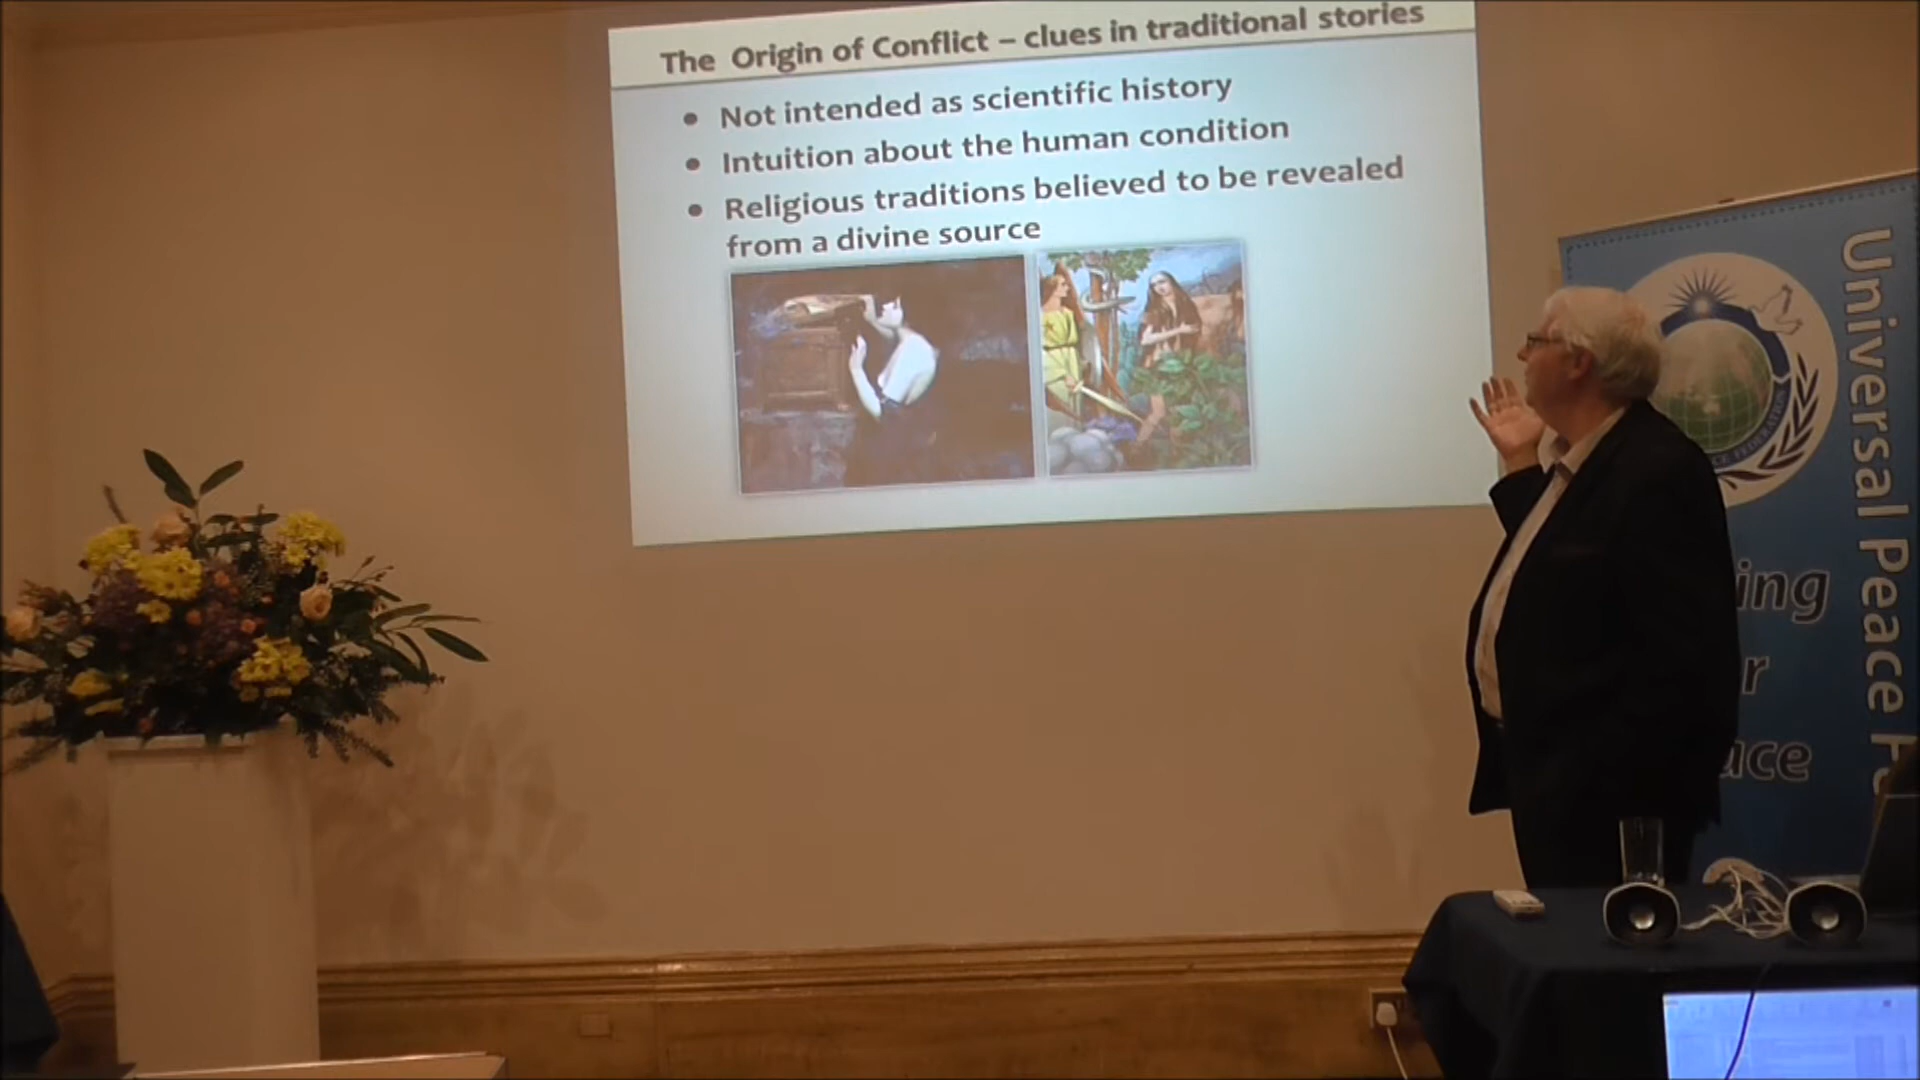 The Origin of Conflict – clues in traditional stories
• Not intended as scientific history
• Intuition about the human condition
• Religious traditions believed to be revealed
from a divine source
Universal Peace F
ing
r
ace